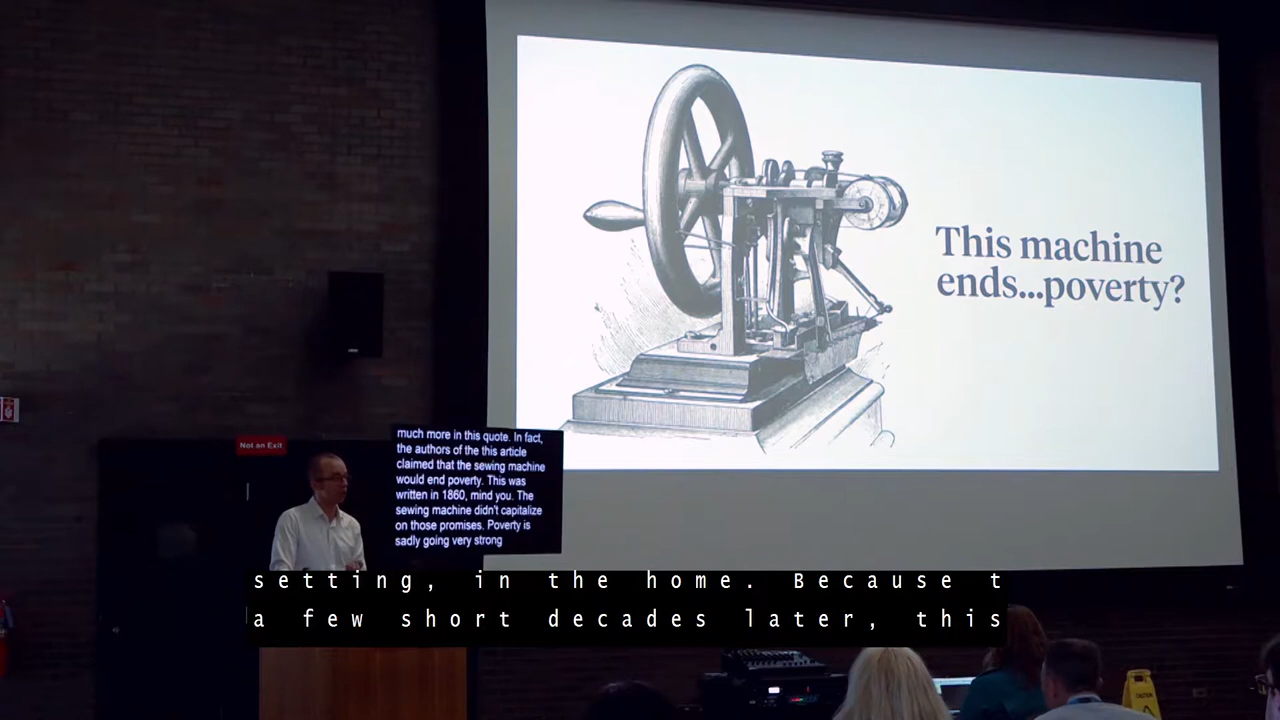 This machine
ends...poverty?
Not an Exit
much more in this quote. In fact,
the authors of the this article
claimed that the sewing machine
would end poverty. This was
written in 1860, mind you. The
sewing machine didn't capitalize
on those promises. Poverty is
sadly going very strong
setting, in the home. Because t
a few short decades later, this
CAUTION